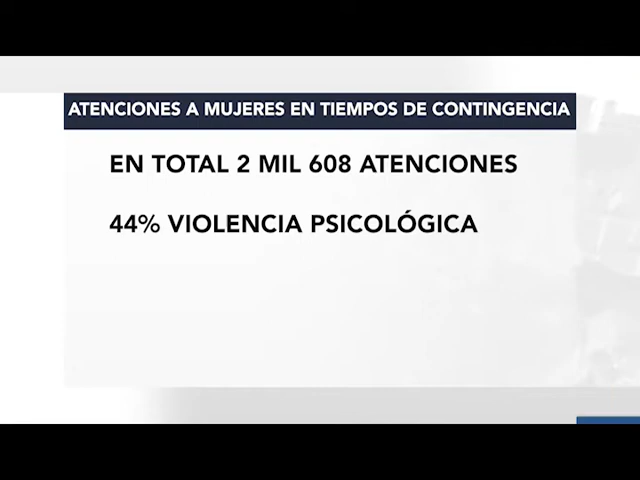 ATENCIONES A MUJERES EN TIEMPOS DE CONTINGENCIA
EN TOTAL 2 MIL 608 ATENCIONES
44% VIOLENCIA PSICOLÓGICA